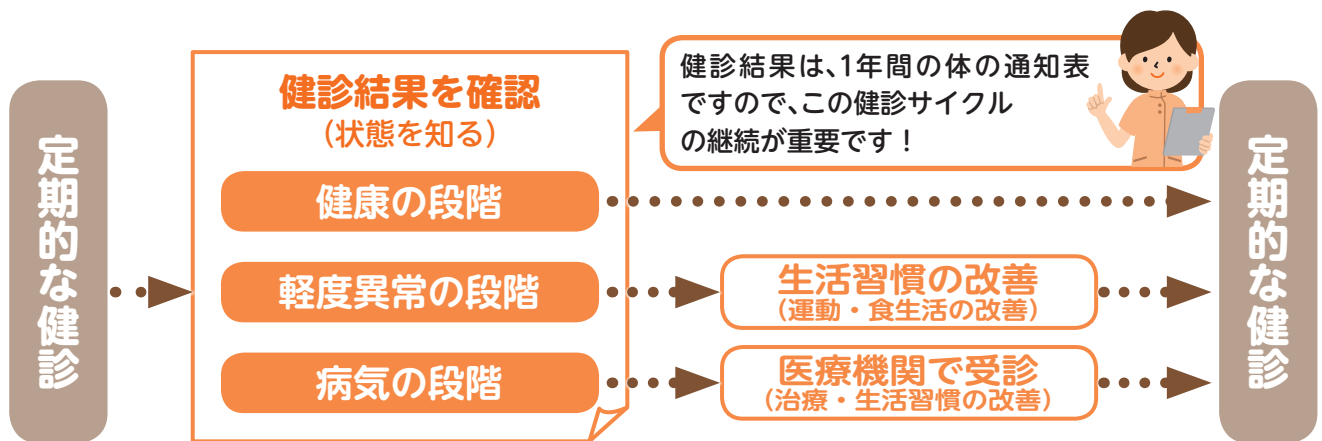 定期的な健診
健診結果を確認
(状態を知る)
健診結果は、1年間の体の通知表
ですので、この健診サイクル
の継続が重要です!
健康の段階
軽度異常の段階
生活習慣の改善
(運動・食生活の改善)
病気の段階
医療機関で受診
(治療・生活習慣の改善)
定期的な健診